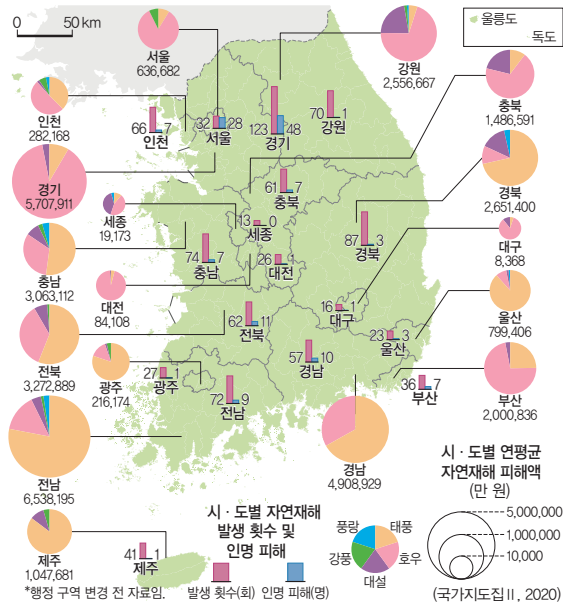 0 50 km
울릉도
독도
서울
636,682
강원
2,556,667
충북
1,486,591
인천
282,168
경기
5,707,911
경북
2,651,400
세종
19,173
대구
8,368
충남
3,063,112
대전
84,108
울산
799,406
전북
3,272,889
광주
216,174
부산
2,000,836
전남
6,538,195
경남
4,908,929
제주
1,047,681
66 7
인천
32 28
서울
123 48
경기
70 1
강원
61 7
충북
13 0
세종
74 7
충남
26 1
대전
87 3
경북
16 1
대구
62 11
전북
23 3
울산
57 10
경남
27 1
광주
72 9
전남
36 7
부산
41 1
제주
시·도별 자연재해
발생 횟수 및
인명 피해
발생 횟수(회) 인명 피해(명)
시·도별 연평균
자연재해 피해액
(만 원)
풍랑 태풍
강풍 호우
대설
5,000,000
1,000,000
10,000
*행정 구역 변경 전 자료임.
(국가지도집Ⅱ, 2020)